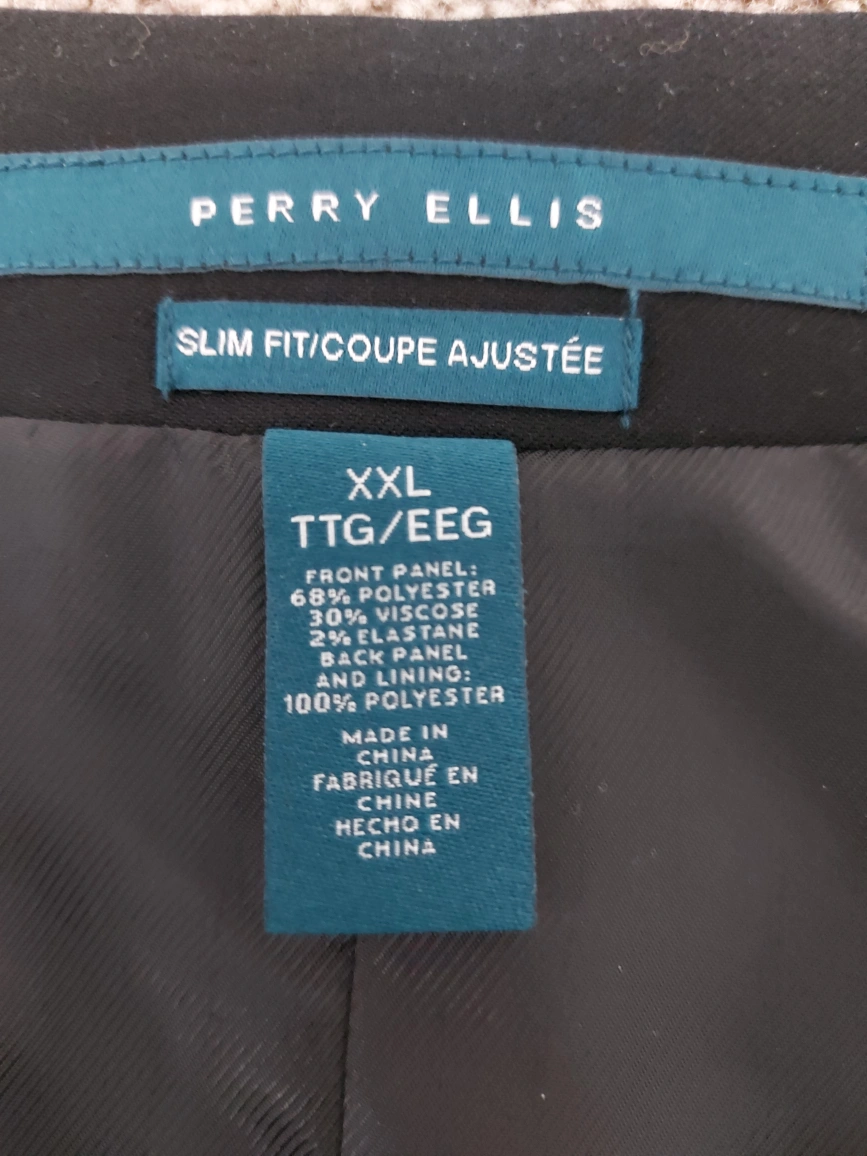 PERRY ELLIS
SLIM FIT/COUPE AJUSTÉE
XXL
TTG/EEG
FRONT PANEL:
68% POLYESTER
30% VISCOSE
2% ELASTANE
BACK PANEL
AND LINING:
100% POLYESTER
MADE IN
CHINA
FABRIQUÉ EN
CHINE
HECHO EN
CHINA